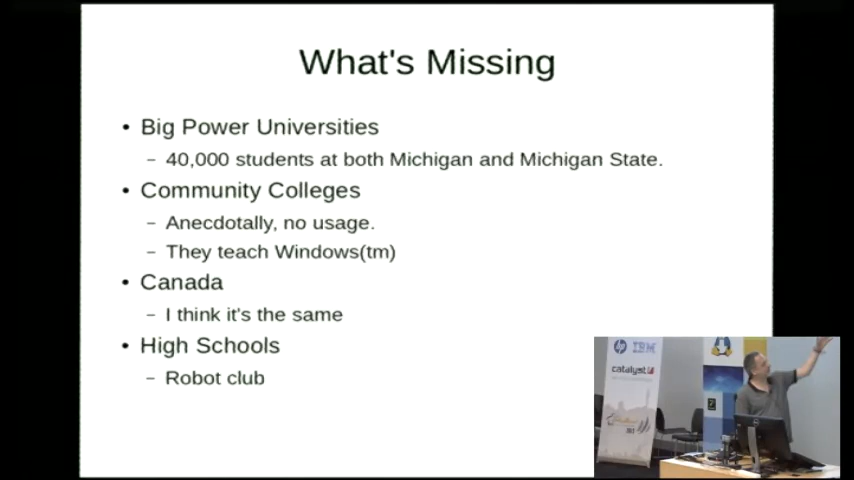 What's Missing
• Big Power Universities
– 40,000 students at both Michigan and Michigan State.
• Community Colleges
– Anecdotally, no usage.
– They teach Windows(tm)
• Canada
– I think it's the same
• High Schools
– Robot club
hp IBM
catalyst